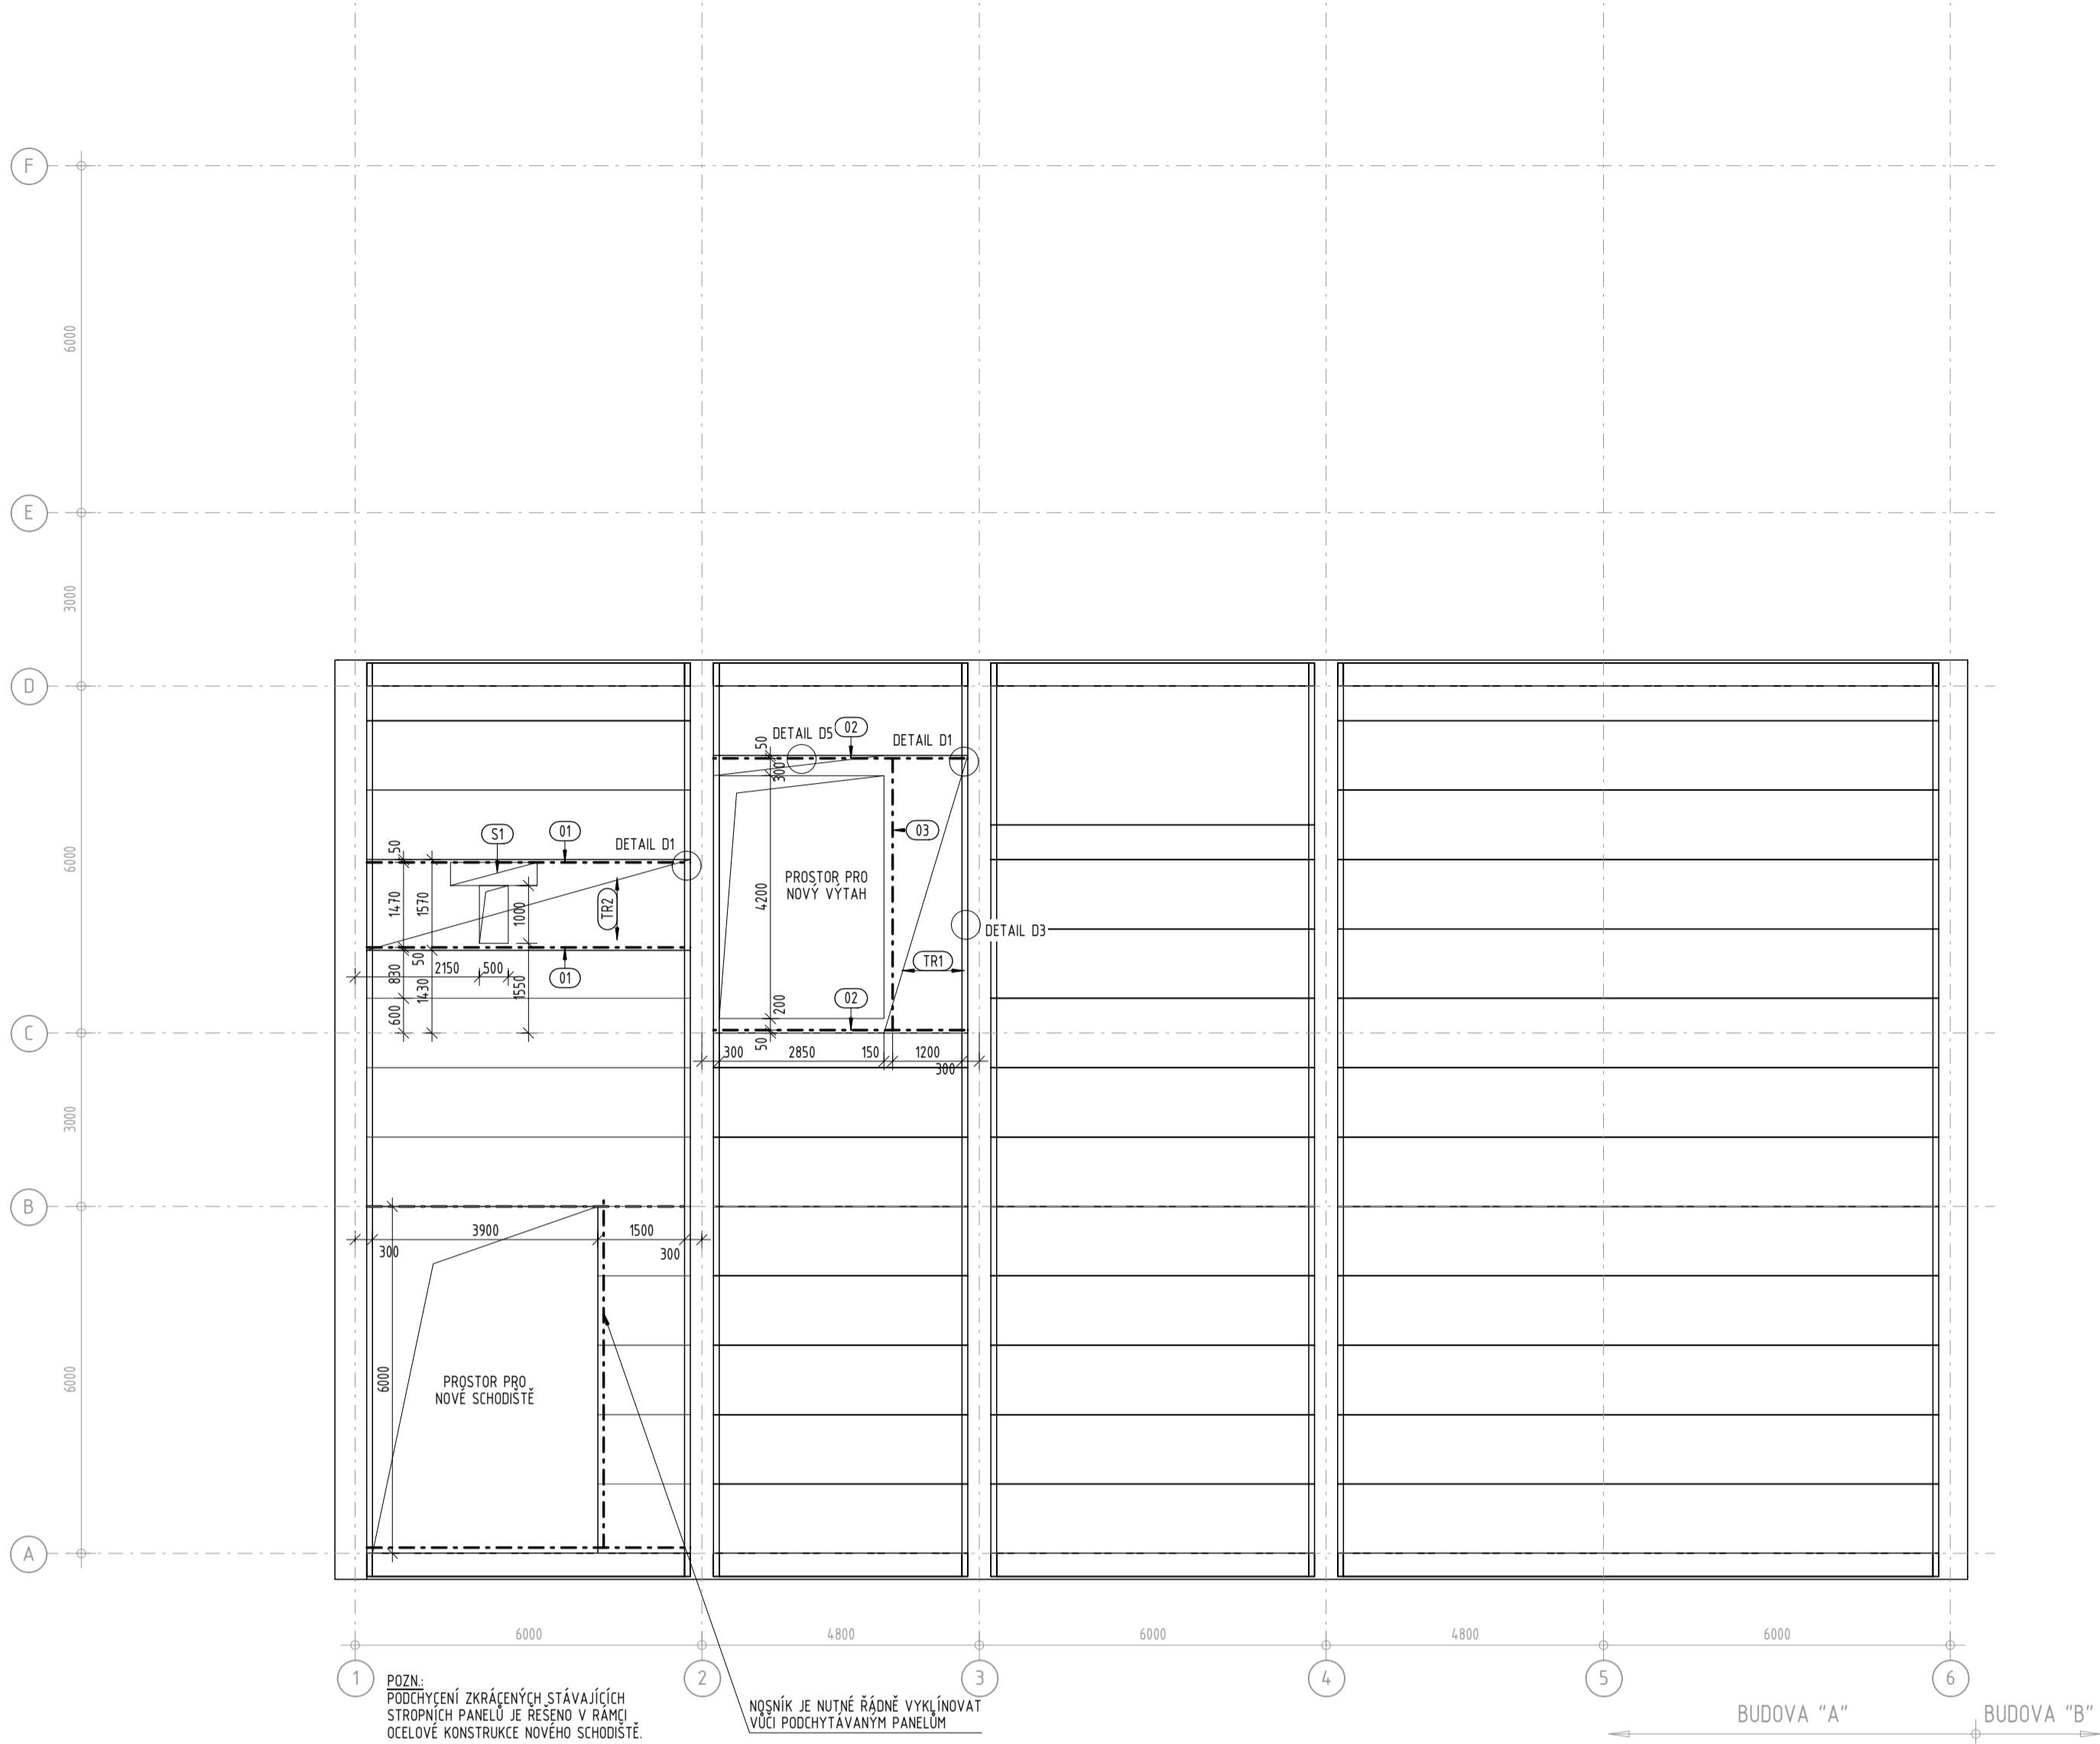 F
6000
E
3000
D
DETAIL D5
02
50
DETAIL D1
300
S1
01
03
50
DETAIL D1
6000
PROSTOR PRO
NOVÝ VÝTAH
4200
1470
1570
1000
TR2
DETAIL D3
830
50
2150
500
1550
1430
01
TR1
600
200
02
C
50
300
2850
150
1200
300
3000
B
3900
1500
300
300
6000
6000
PROSTOR PRO
NOVÉ SCHODIŠTĚ
A
6000
4800
6000
4800
6000
1
2
3
4
5
6
POZN.:
PODCHYCENÍ ZKRÁCENÝCH STÁVAJÍCÍCH
STROPNÍCH PANELŮ JE ŘEŠENO V RÁMCI
OCELOVÉ KONSTRUKCE NOVÉHO SCHODIŠTĚ.
NOSNÍK JE NUTNÉ ŘÁDNĚ VYKLÍNOVAT
VŮČI PODCHYTÁVANÝM PANELŮM
BUDOVA "A"
BUDOVA "B"